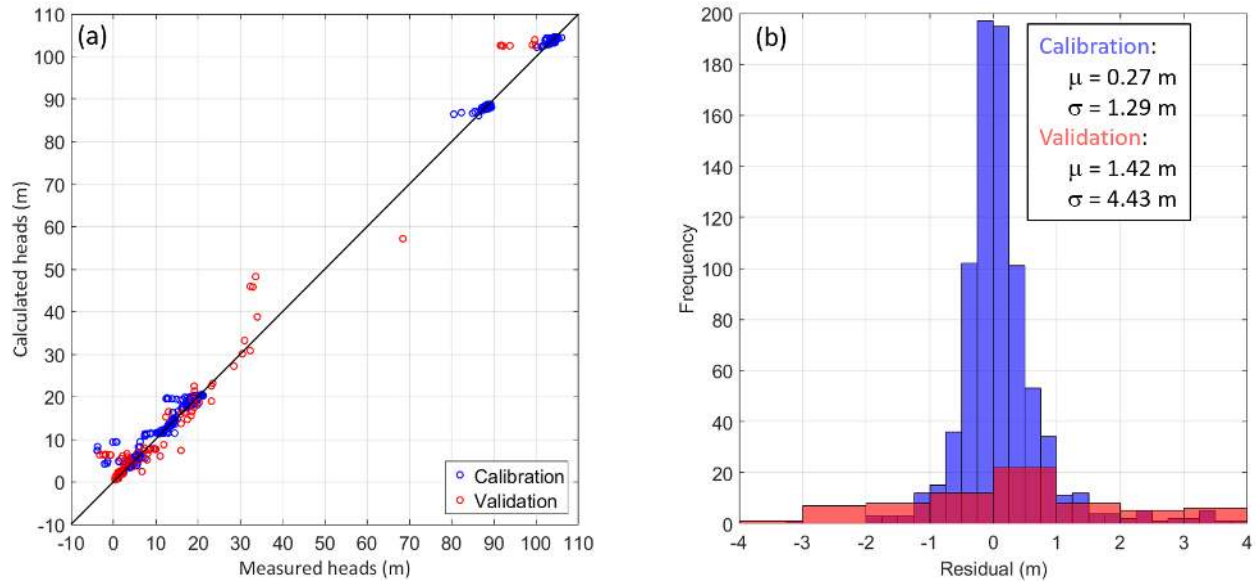 (a)
110
100
90
80
70
60
50
40
30
20
10
0
-10
Calculated heads (m)
-10 0 10 20 30 40 50 60 70 80 90 100 110
Measured heads (m)
Calibration
Validation
(b)
200
180
160
140
120
100
80
60
40
20
0
Frequency
-4 -3 -2 -1 0 1 2 3 4
Residual (m)
Calibration:
μ = 0.27 m
σ = 1.29 m
Validation:
μ = 1.42 m
σ = 4.43 m